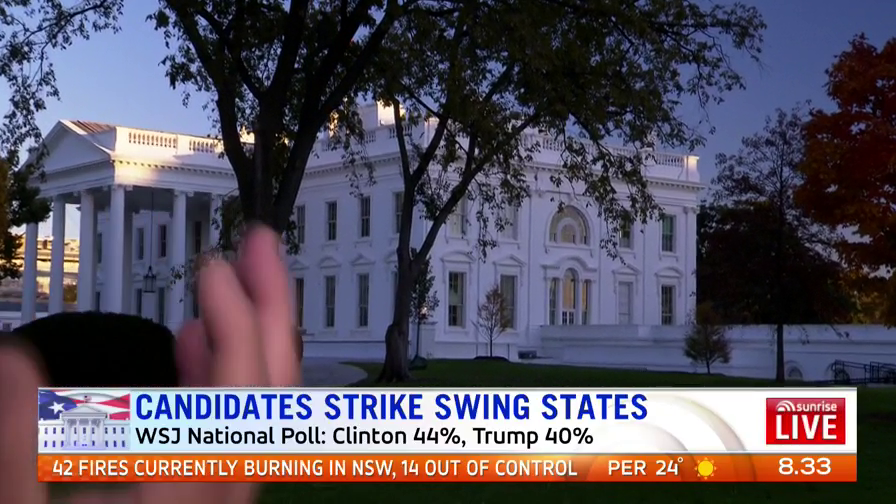 CANDIDATES STRIKE SWING STATES
WSJ National Poll: Clinton 44%, Trump 40%
sunrise
LIVE
42 FIRES CURRENTLY BURNING IN NSW, 14 OUT OF CONTROL PER 24° 8.33